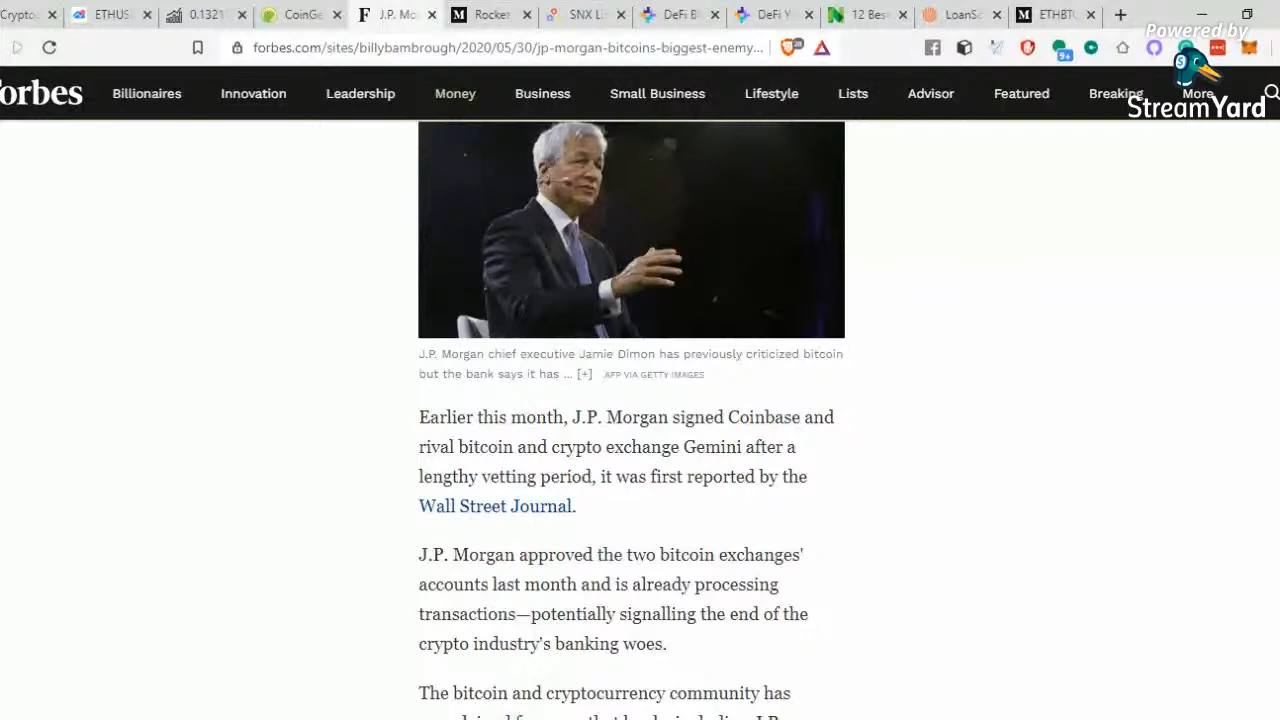 Crypto
ETHUS
0.1321
CoinGe
J.P. Mo
Rocke
SNX Li
DeFi B
DeFi Y
12 Bes
LoanSc
ETHBT
Powered by
forbes.com/sites/billybambrough/2020/05/30/jp-morgan-bitcoins-biggest-enemy...
9+
StreamYard
orbes
Billionaires
Innovation
Leadership
Money
Business
Small Business
Lifestyle
Lists
Advisor
Featured
Breaking
More
J.P. Morgan chief executive Jamie Dimon has previously criticized bitcoin
but the bank says it has ... [+] AFP VIA GETTY IMAGES
Earlier this month, J.P. Morgan signed Coinbase and
rival bitcoin and crypto exchange Gemini after a
lengthy vetting period, it was first reported by the
Wall Street Journal.
J.P. Morgan approved the two bitcoin exchanges'
accounts last month and is already processing
transactions—potentially signalling the end of the
crypto industry's banking woes.
The bitcoin and cryptocurrency community has